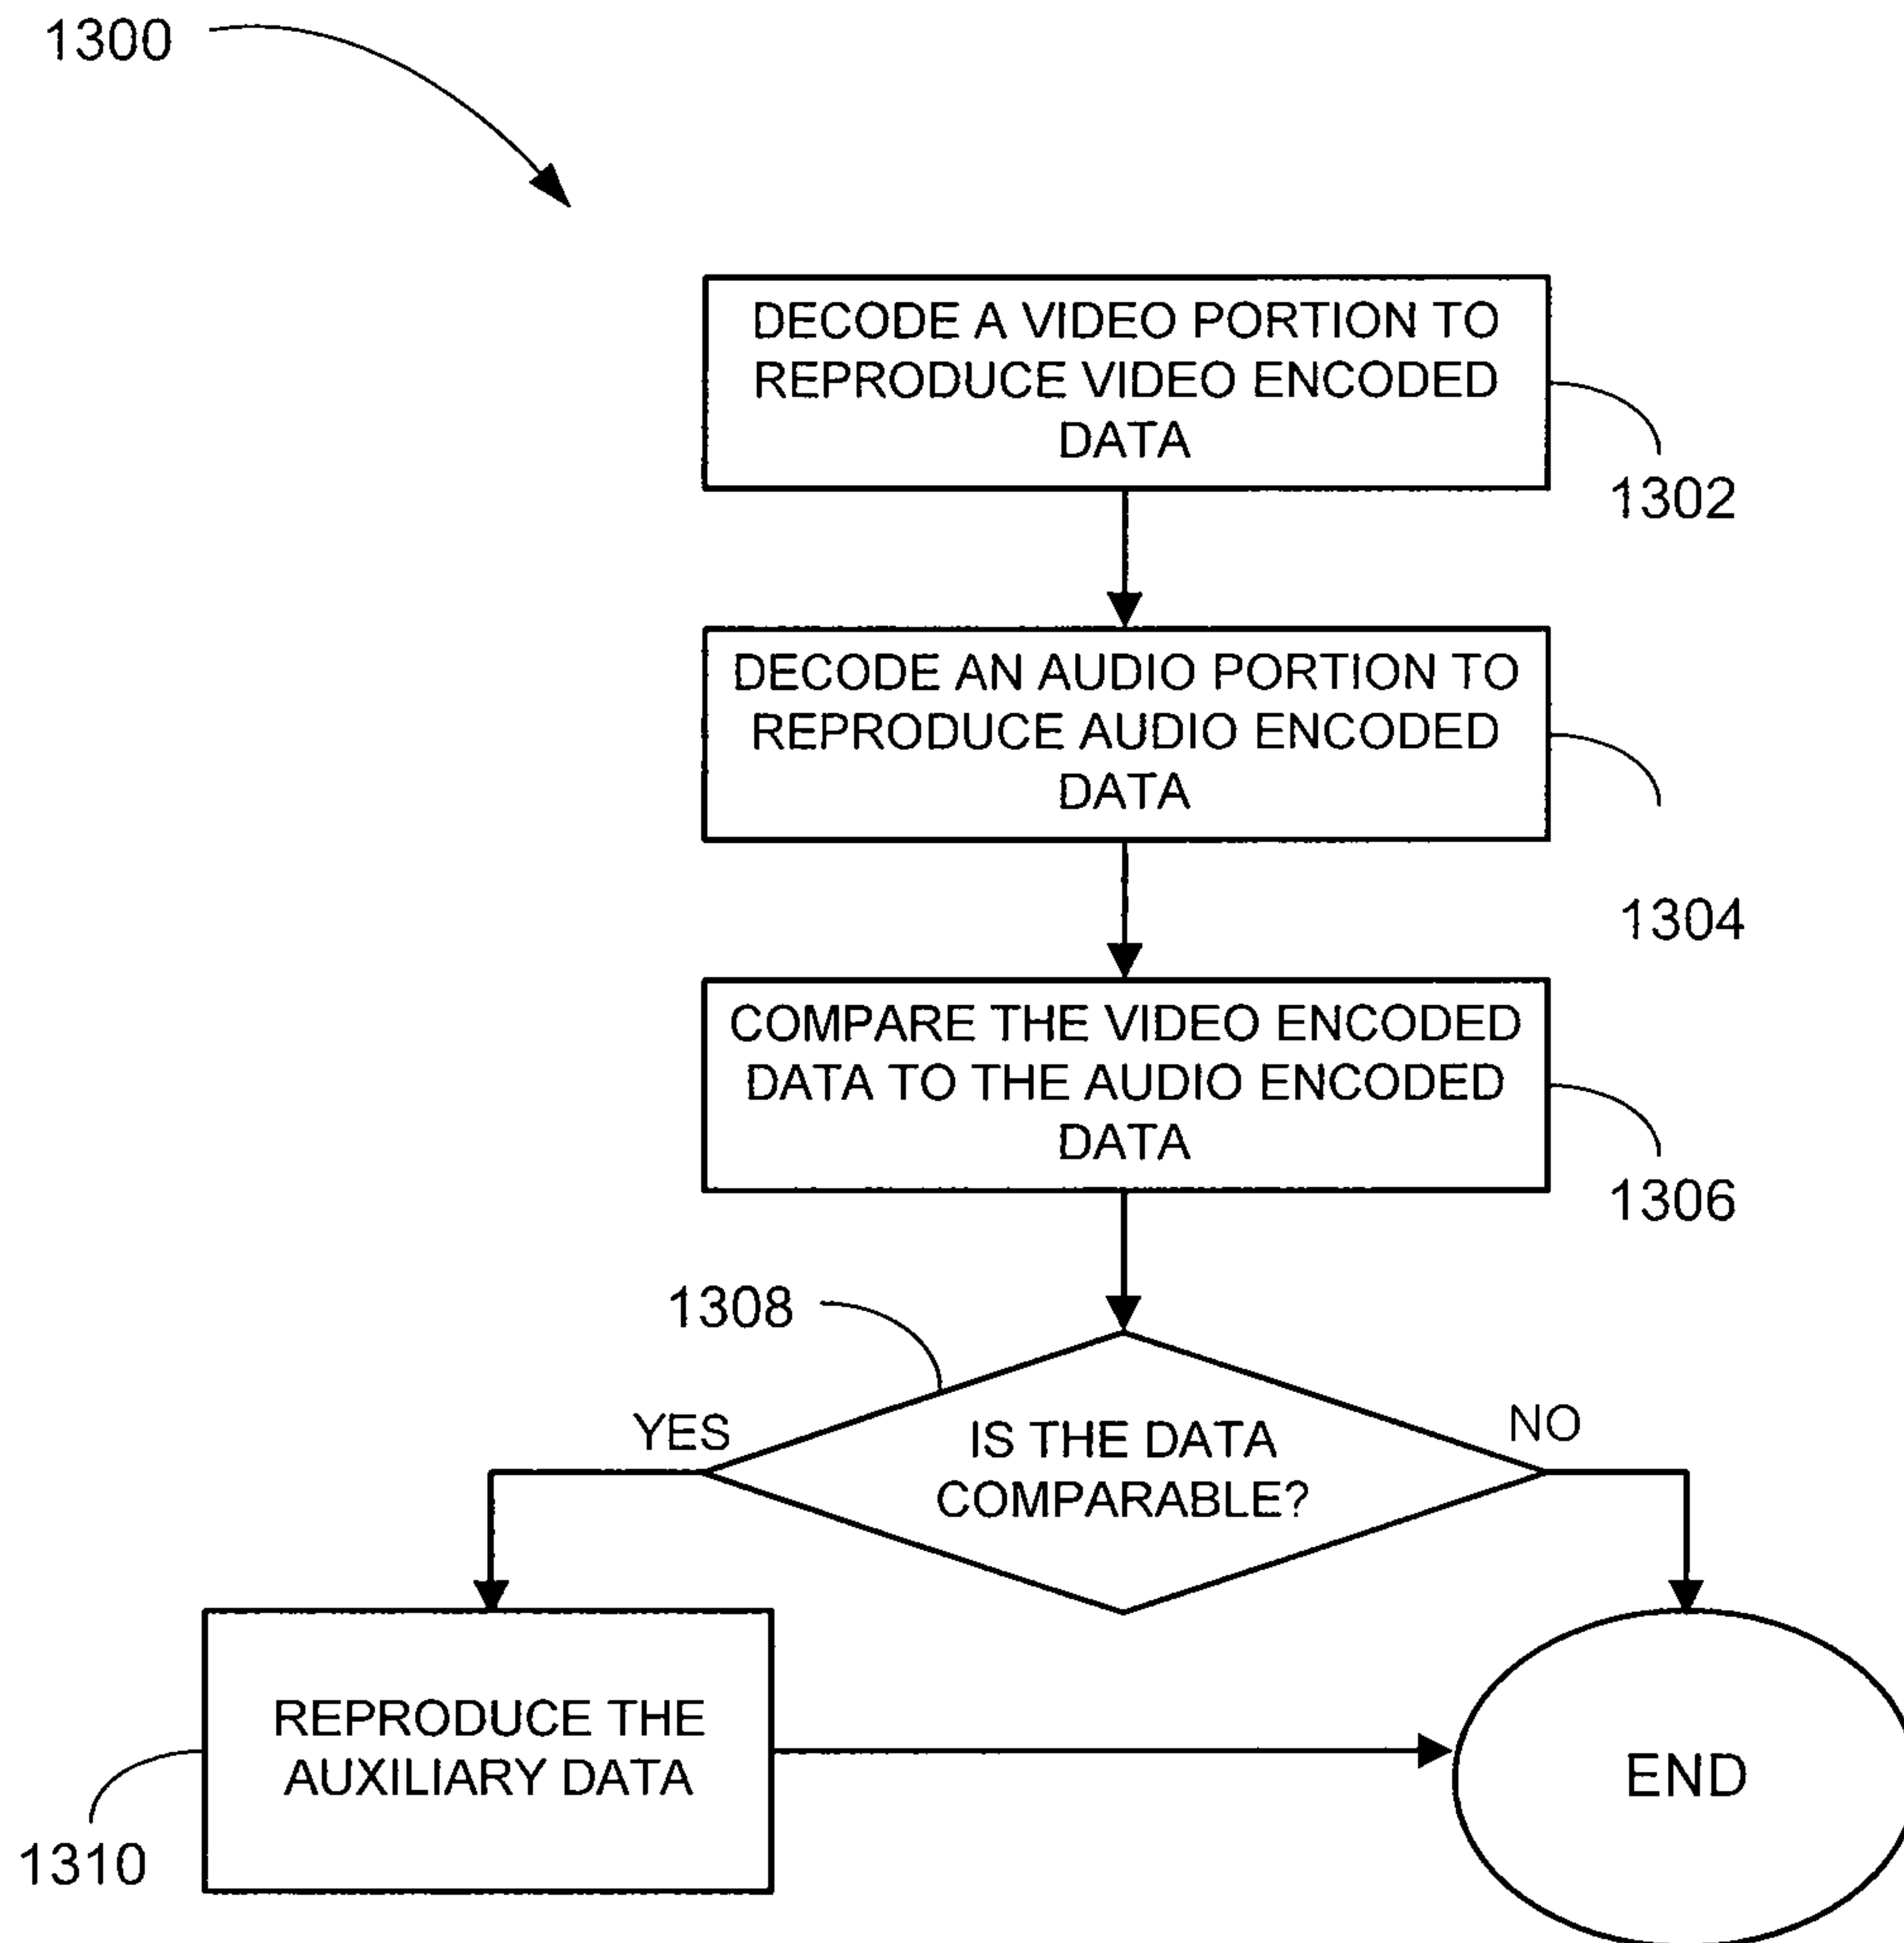 1300
DECODE A VIDEO PORTION TO
REPRODUCE VIDEO ENCODED
DATA
1302
DECODE AN AUDIO PORTION TO
REPRODUCE AUDIO ENCODED
DATA
1304
COMPARE THE VIDEO ENCODED
DATA TO THE AUDIO ENCODED
DATA
1306
1308
YES
IS THE DATA
COMPARABLE?
NO
REPRODUCE THE
AUXILIARY DATA
1310
END